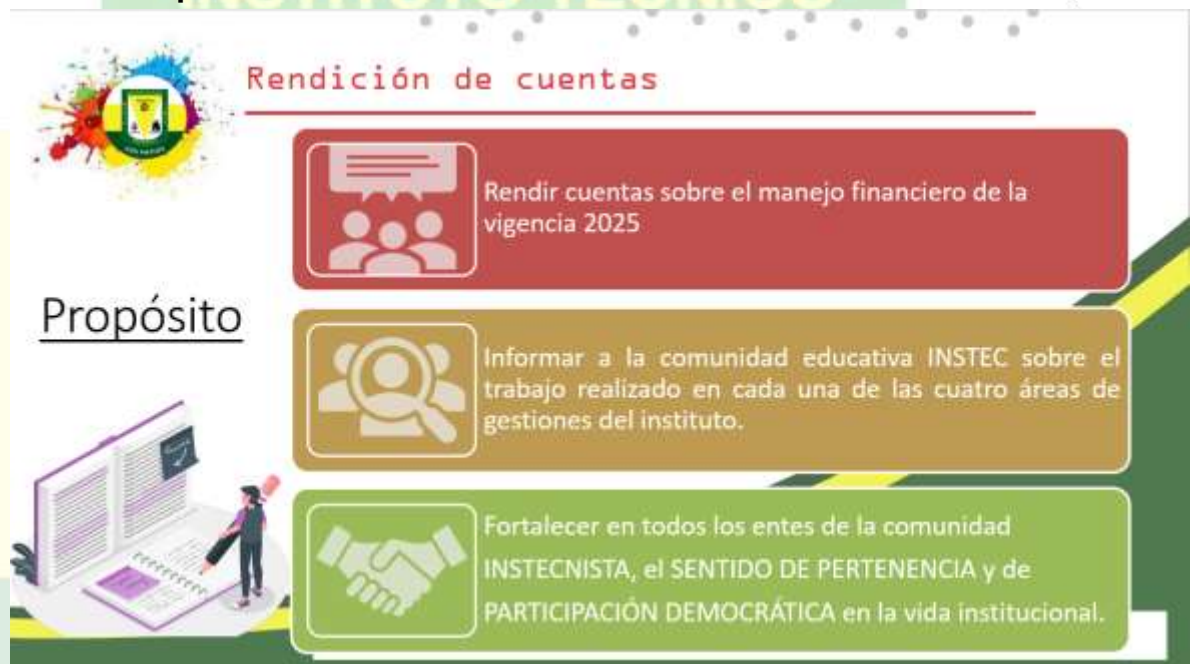 INSTITUTO TÉCNICO
Rendición de cuentas
Rendir cuentas sobre el manejo financiero de la
vigencia 2025
Propósito
Informar a la comunidad educativa INSTEC sobre el
trabajo realizado en cada una de las cuatro áreas de
gestiones del instituto.
Fortalecer en todos los entes de la comunidad
INSTECNISTA, el SENTIDO DE PERTENENCIA y de
PARTICIPACIÓN DEMOCRÁTICA en la vida institucional.